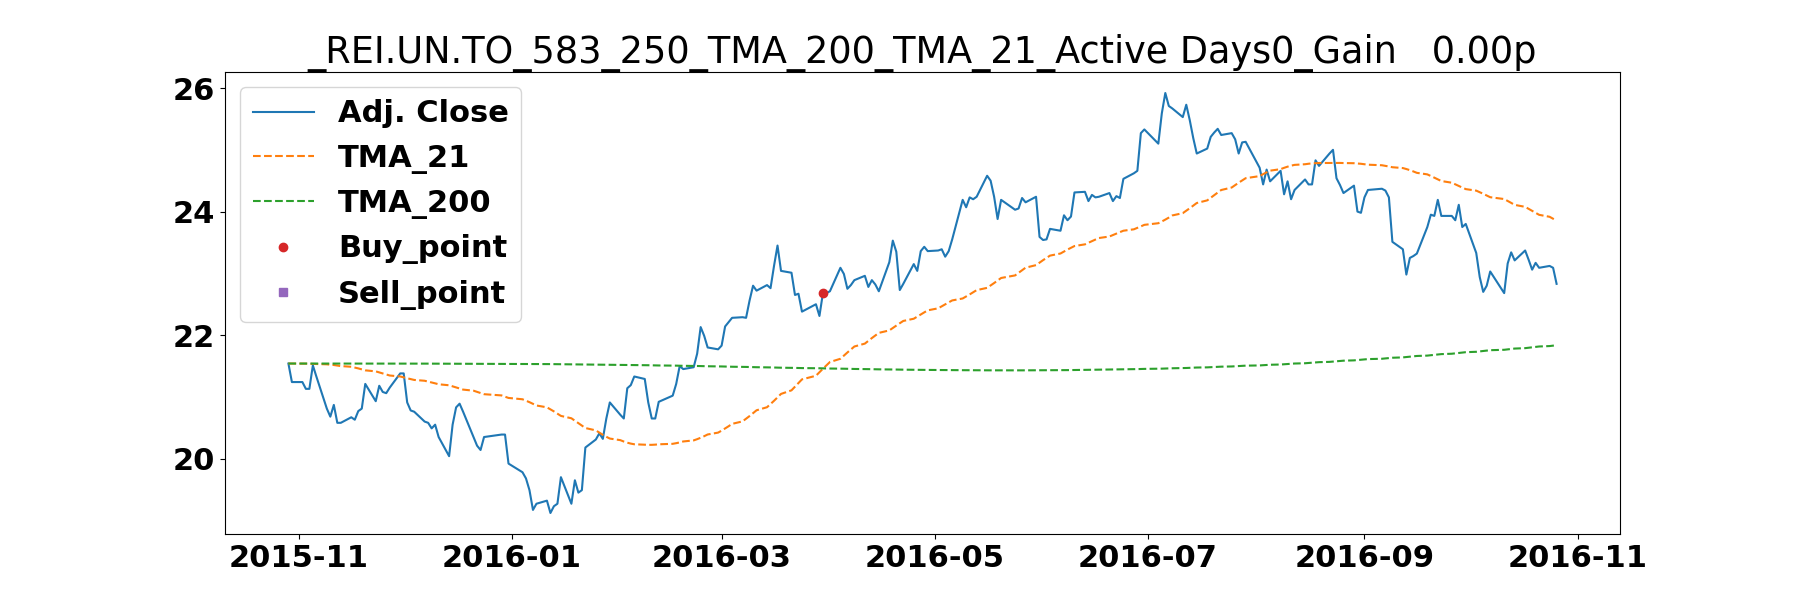 _REI.UN.TO_583_250_TMA_200_TMA_21_Active Days0_Gain   0.00p
26
24
22
20
Adj. Close
TMA_21
TMA_200
Buy_point
Sell_point
2015-11 2016-01 2016-03 2016-05 2016-07 2016-09 2016-11